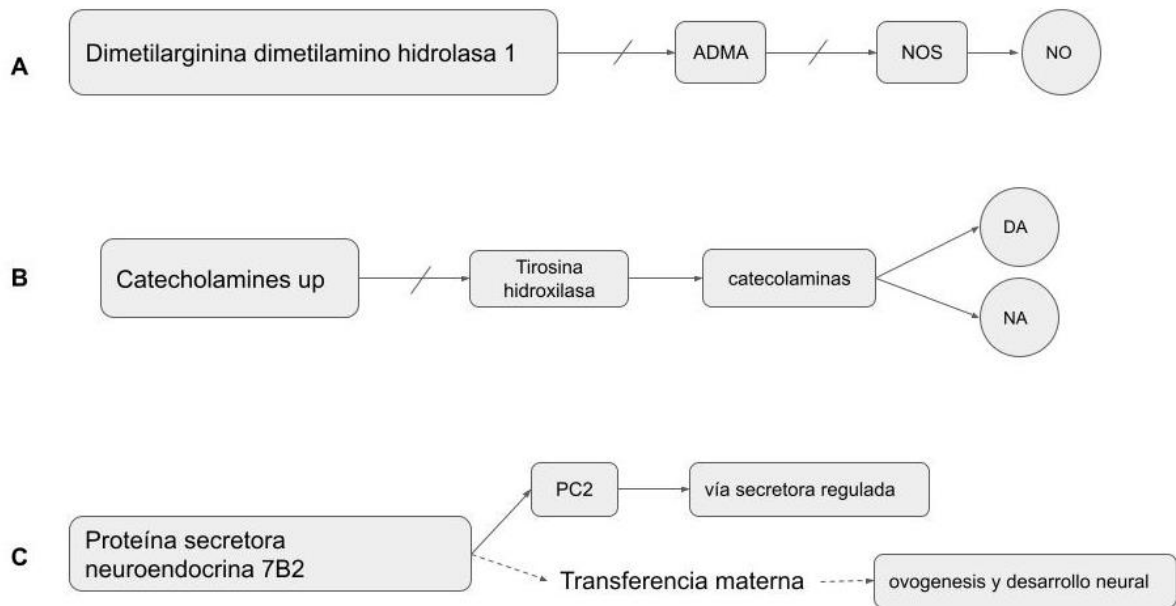 A
Dimetilarginina dimetilamino hidrolasa 1
ADMA
NOS
NO
B
Catecholamines up
Tirosina
hidroxilasa
catecolaminas
DA
NA
C
Proteína secretora
neuroendocrina 7B2
PC2
vía secretora regulada
Transferencia materna
ovogenesis y desarrollo neural